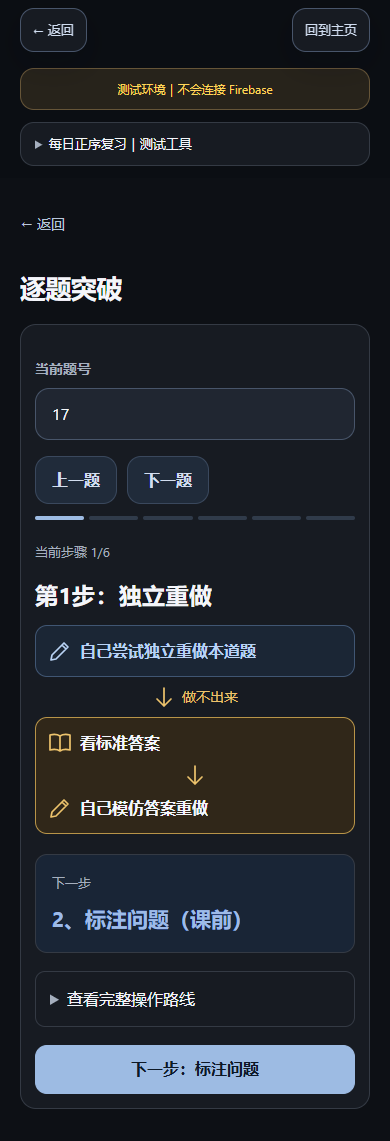 ← 返回
回到主页
测试环境 | 不会连接 Firebase
▶ 每日正序复习 | 测试工具
← 返回
逐题突破
当前题号
17
上一题
下一题
当前步骤 1/6
第1步：独立重做
自己尝试独立重做本道题
↓ 做不出来
看标准答案
↓
自己模仿答案重做
下一步
2、标注问题（课前）
▶ 查看完整操作路线
下一步：标注问题